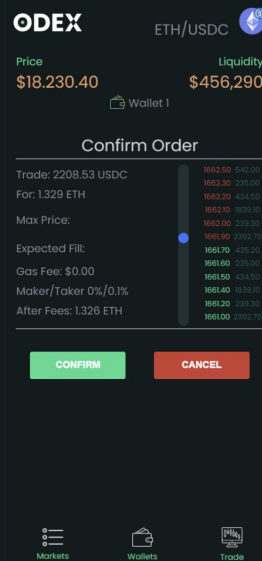 ODEX
ETH/USDC
Price
Liquidity
$18.230.40
$456,290
Wallet 1
Confirm Order
Trade: 2208.53 USDC
For: 1.329 ETH
Max Price:
Expected Fill:
Gas Fee: $0.00
Maker/Taker 0%/0.1%
After Fees: 1.326 ETH
1662.50 542.00
1662.30 235.00
1662.20 434.50
1662.10 1839.10
1662.00 239.30
1661.90 2392.70
1661.70 435.20
1661.60 235.00
1661.50 434.50
1661.40 1839.10
1661.20 239.30
1661.00 2392.70
CONFIRM
CANCEL
Markets
Wallets
Trade